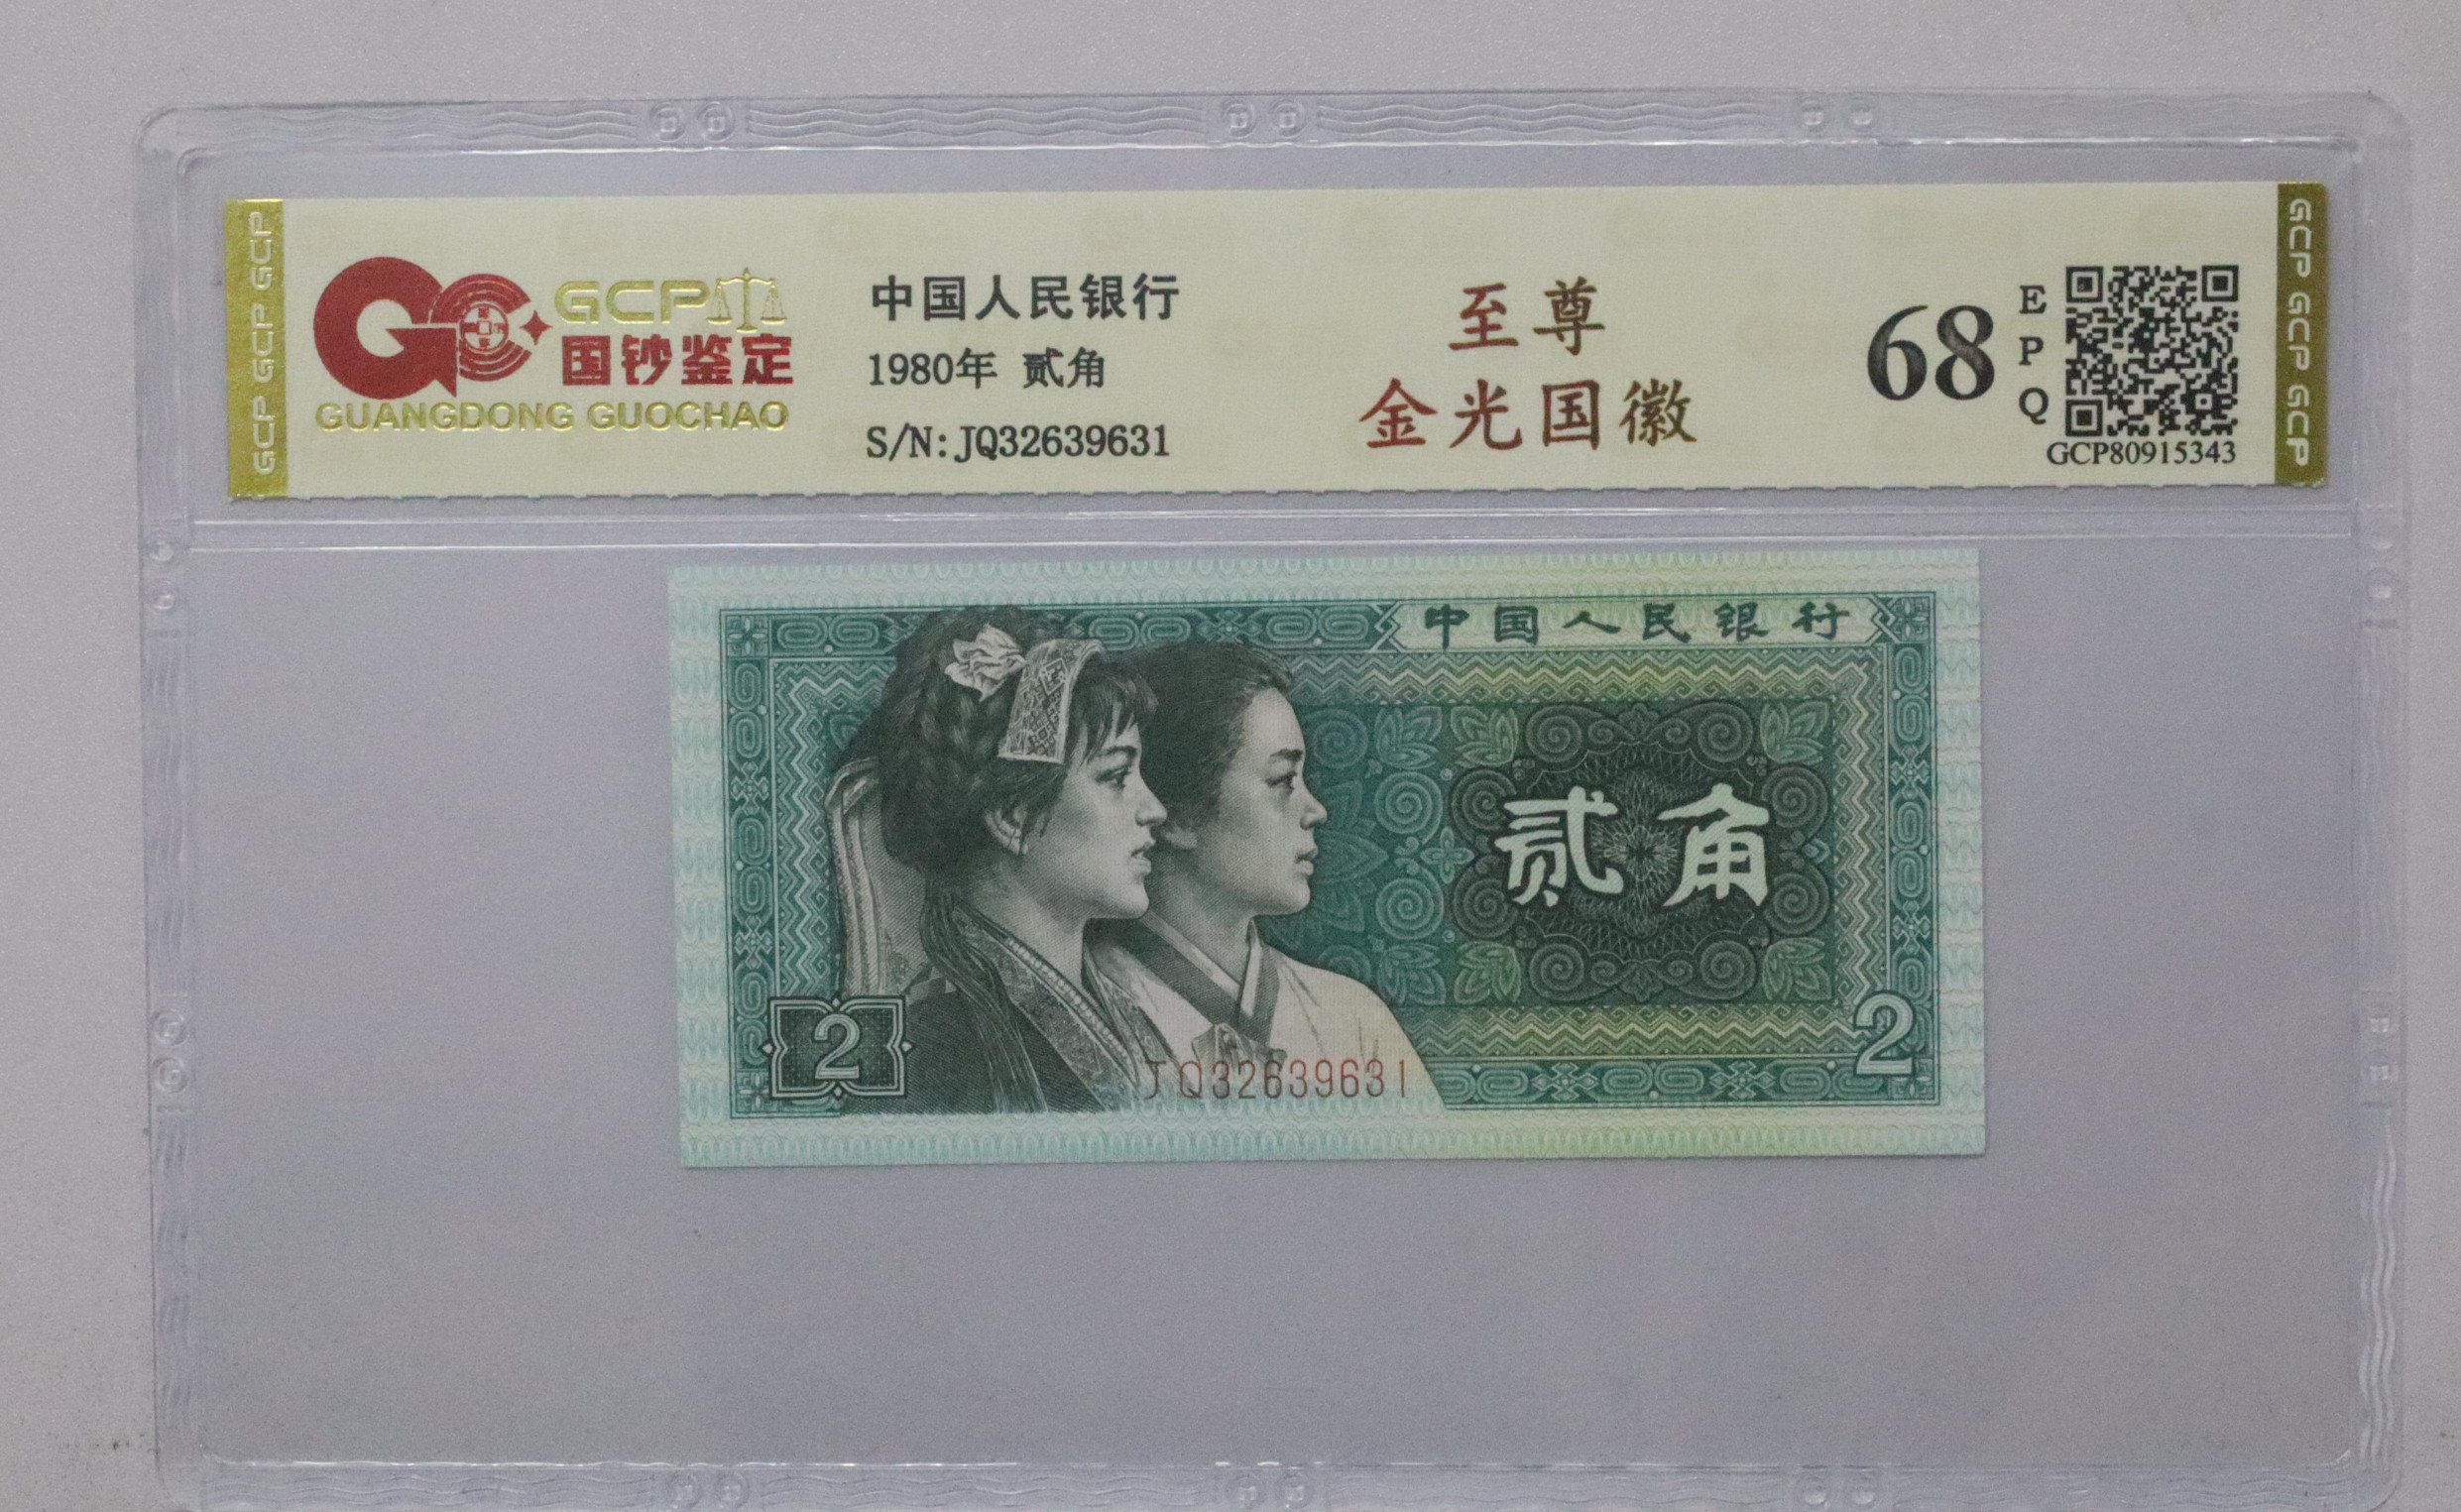 GCP GCP GCP
GCP
国钞鉴定
GUANGDONG GUOCHAO
中国人民银行
1980年 贰角
S/N:JQ32639631
至尊
金光国徽
68
E
P
Q
GCP80915343
GCP GCP GCP
中国人民银行
贰角
2
2
JQ32639631